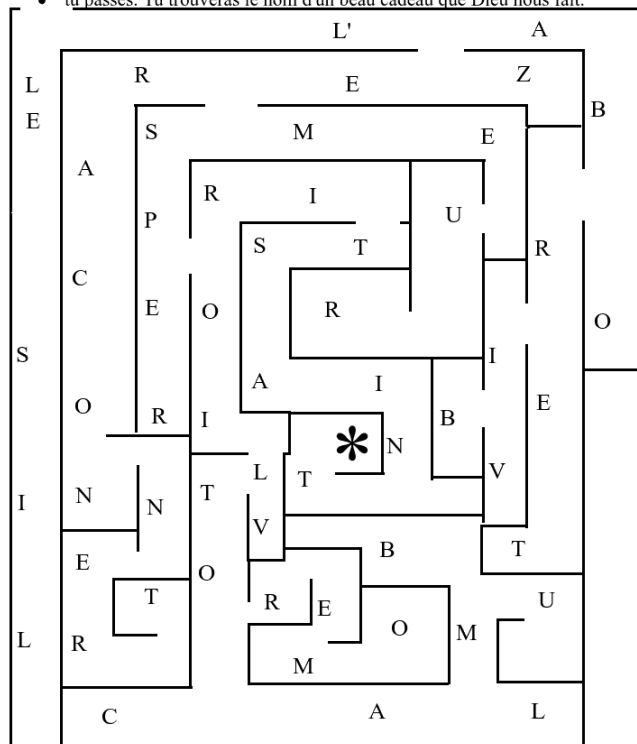 • tu passes. Tu trouveras le nom d'un beau cadeau que Dieu nous fait.
L' A
L R E Z
E S M E B
A R I
P U
S T R
C
E O R O
S I
A I
O E
R I B
N
L T V
I N N T
V
B T
E O
T R E U
O M
L R
M
C A L